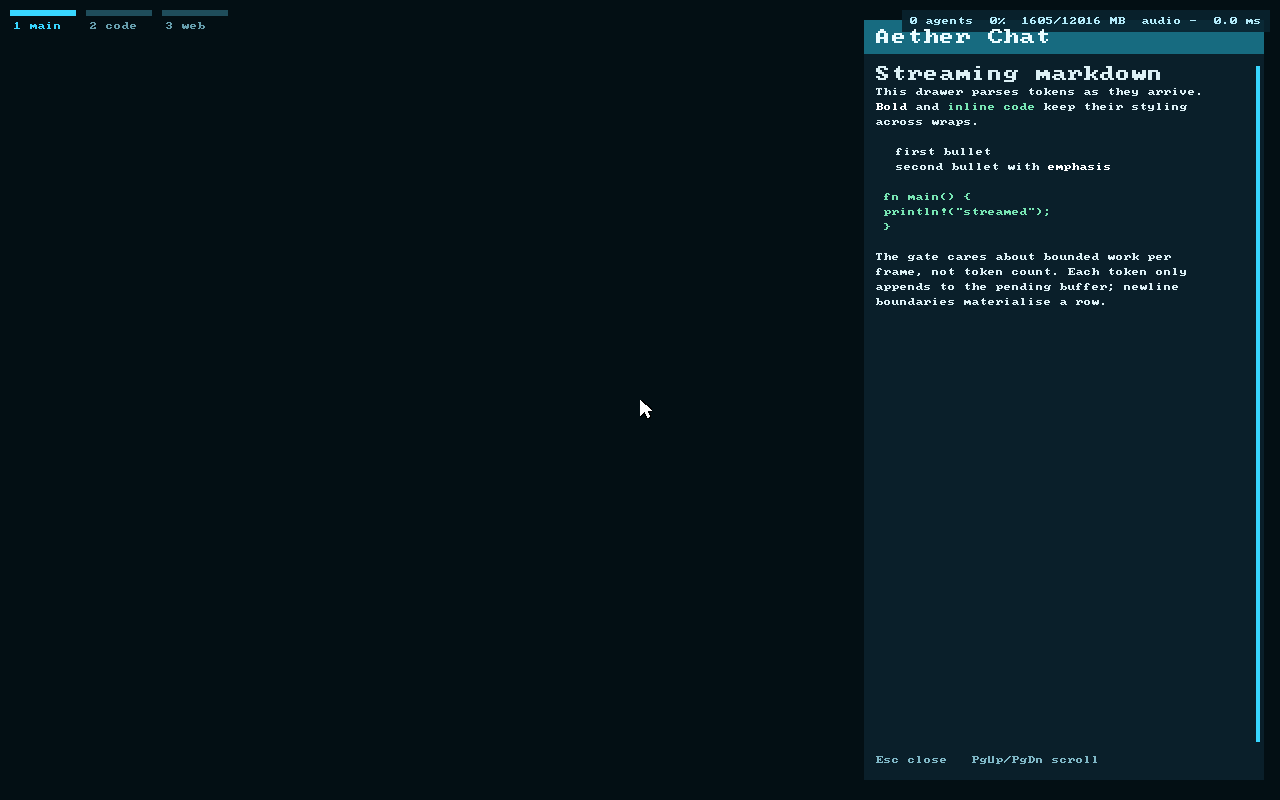 1 main 2 code 3 web
0 agents 0% 1605/12016 MB audio - 0.0 ms
Aether Chat
Streaming markdown
This drawer parses tokens as they arrive.
Bold and inline code keep their styling
across wraps.
first bullet
second bullet with emphasis
fn main() {
println!("streamed");
}
The gate cares about bounded work per
frame, not token count. Each token only
appends to the pending buffer; newline
boundaries materialise a row.
Esc close PgUp/PgDn scroll